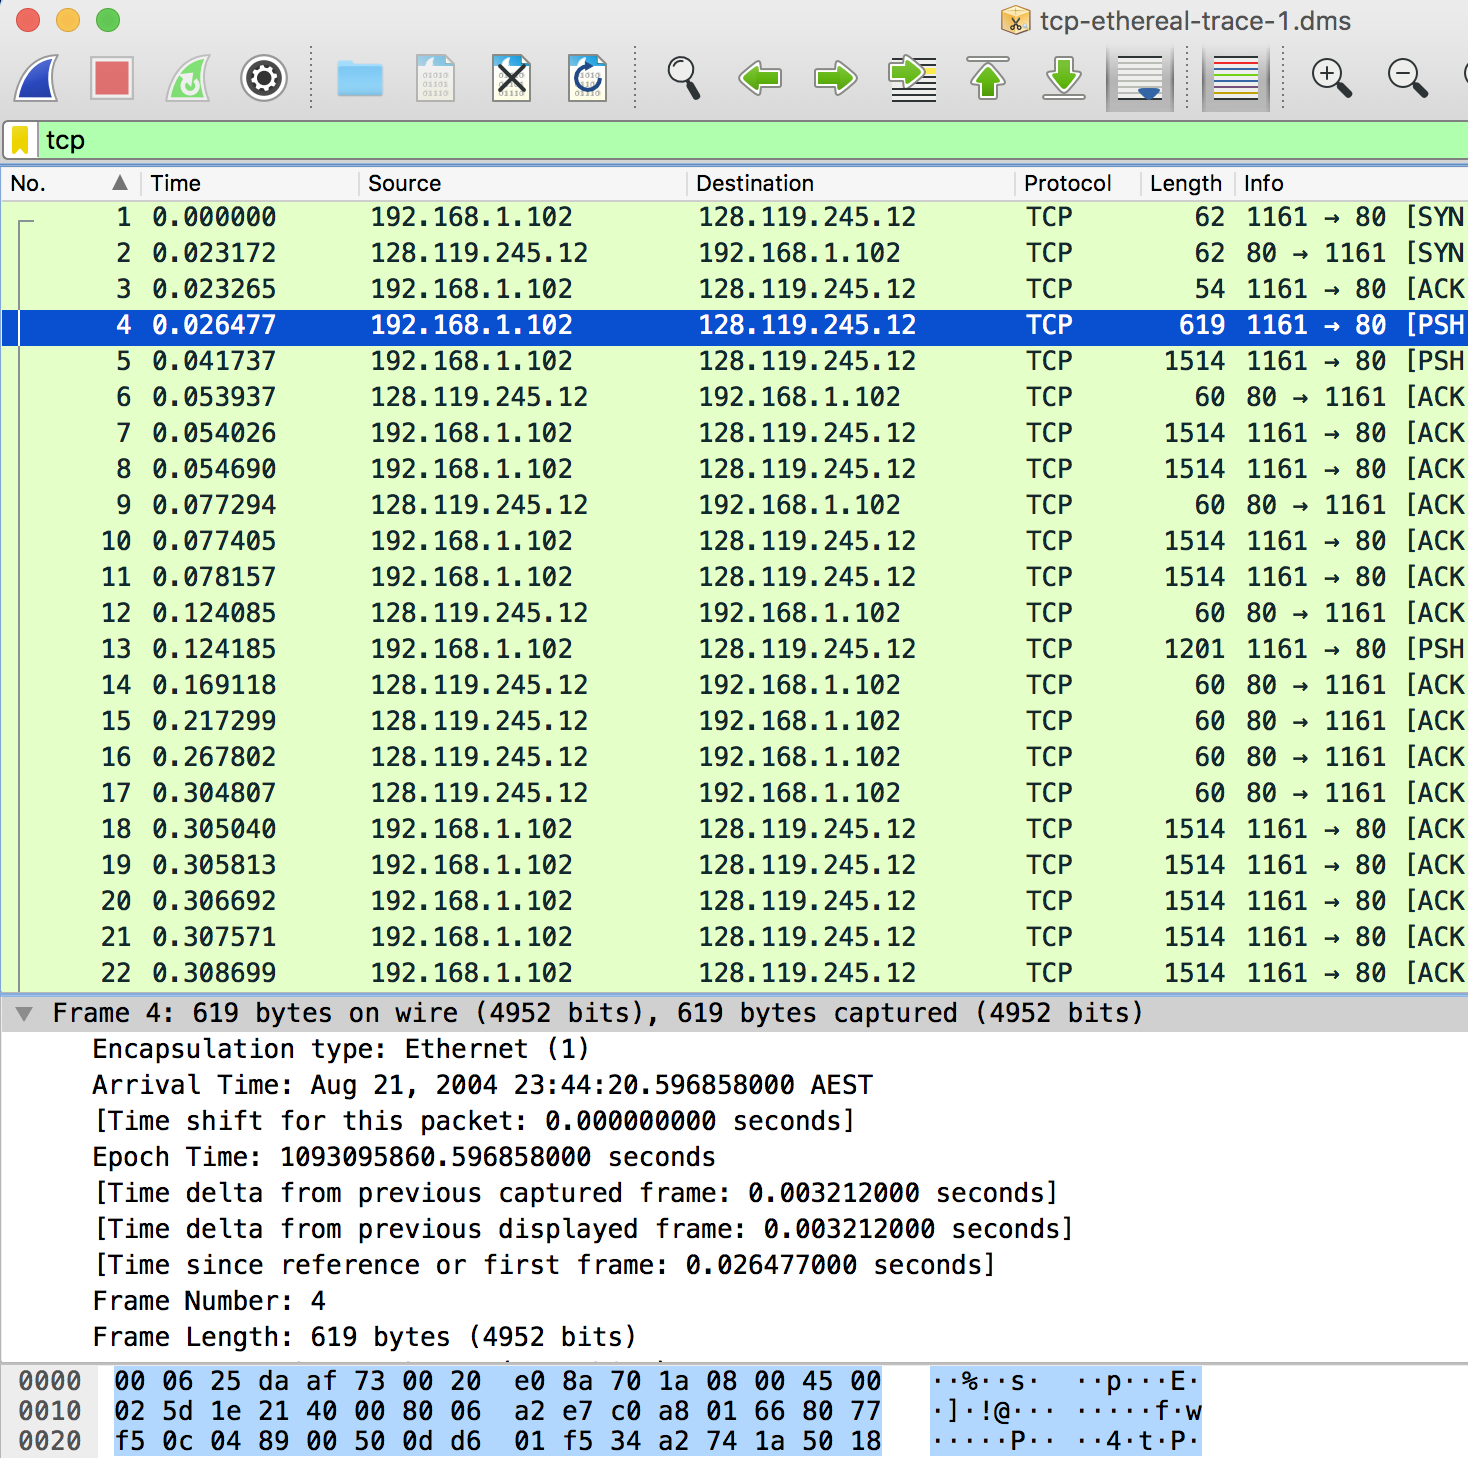 tcp-ethereal-trace-1.dms
tcp
No. Time Source Destination Protocol Length Info
1 0.000000 192.168.1.102 128.119.245.12 TCP 62 1161 → 80 [SYN
2 0.023172 128.119.245.12 192.168.1.102 TCP 62 80 → 1161 [SYN
3 0.023265 192.168.1.102 128.119.245.12 TCP 54 1161 → 80 [ACK
4 0.026477 192.168.1.102 128.119.245.12 TCP 619 1161 → 80 [PSH
5 0.041737 192.168.1.102 128.119.245.12 TCP 1514 1161 → 80 [PSH
6 0.053937 128.119.245.12 192.168.1.102 TCP 60 80 → 1161 [ACK
7 0.054026 192.168.1.102 128.119.245.12 TCP 1514 1161 → 80 [ACK
8 0.054690 192.168.1.102 128.119.245.12 TCP 1514 1161 → 80 [ACK
9 0.077294 128.119.245.12 192.168.1.102 TCP 60 80 → 1161 [ACK
10 0.077405 192.168.1.102 128.119.245.12 TCP 1514 1161 → 80 [ACK
11 0.078157 192.168.1.102 128.119.245.12 TCP 1514 1161 → 80 [ACK
12 0.124085 128.119.245.12 192.168.1.102 TCP 60 80 → 1161 [ACK
13 0.124185 192.168.1.102 128.119.245.12 TCP 1201 1161 → 80 [PSH
14 0.169118 128.119.245.12 192.168.1.102 TCP 60 80 → 1161 [ACK
15 0.217299 128.119.245.12 192.168.1.102 TCP 60 80 → 1161 [ACK
16 0.267802 128.119.245.12 192.168.1.102 TCP 60 80 → 1161 [ACK
17 0.304807 128.119.245.12 192.168.1.102 TCP 60 80 → 1161 [ACK
18 0.305040 192.168.1.102 128.119.245.12 TCP 1514 1161 → 80 [ACK
19 0.305813 192.168.1.102 128.119.245.12 TCP 1514 1161 → 80 [ACK
20 0.306692 192.168.1.102 128.119.245.12 TCP 1514 1161 → 80 [ACK
21 0.307571 192.168.1.102 128.119.245.12 TCP 1514 1161 → 80 [ACK
22 0.308699 192.168.1.102 128.119.245.12 TCP 1514 1161 → 80 [ACK
Frame 4: 619 bytes on wire (4952 bits), 619 bytes captured (4952 bits)
Encapsulation type: Ethernet (1)
Arrival Time: Aug 21, 2004 23:44:20.596858000 AEST
[Time shift for this packet: 0.000000000 seconds]
Epoch Time: 1093095860.596858000 seconds
[Time delta from previous captured frame: 0.003212000 seconds]
[Time delta from previous displayed frame: 0.003212000 seconds]
[Time since reference or first frame: 0.026477000 seconds]
Frame Number: 4
Frame Length: 619 bytes (4952 bits)
0000 00 06 25 da af 73 00 20 e0 8a 70 1a 08 00 45 00 ··%··s· ··p···E·
0010 02 5d 1e 21 40 00 80 06 a2 e7 c0 a8 01 66 80 77 ·]·!@··· ·····f·w
0020 f5 0c 04 89 00 50 0d d6 01 f5 34 a2 74 1a 50 18 ·····P·· ··4·t·P·